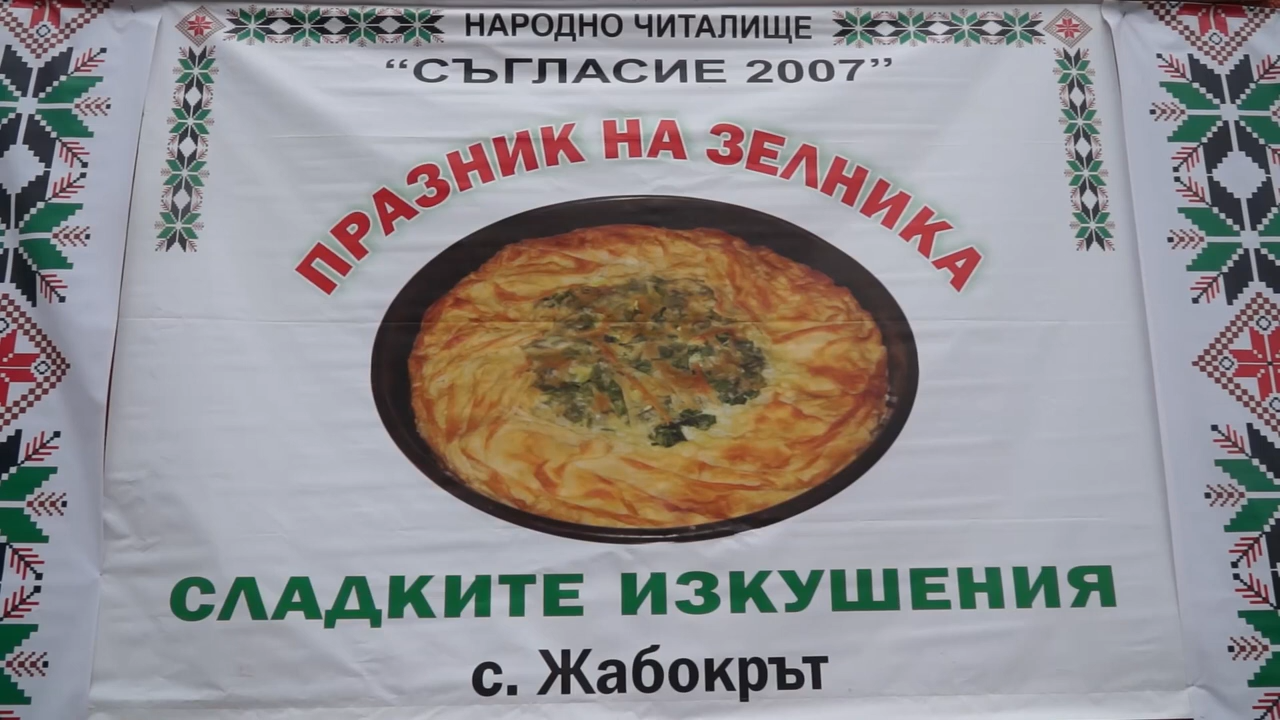 НАРОДНО ЧИТАЛИЩЕ
“СЪГЛАСИЕ 2007”
ПРАЗНИК НА ЗЕЛНИКА
СЛАДКИТЕ ИЗКУШЕНИЯ
с. Жабокрът